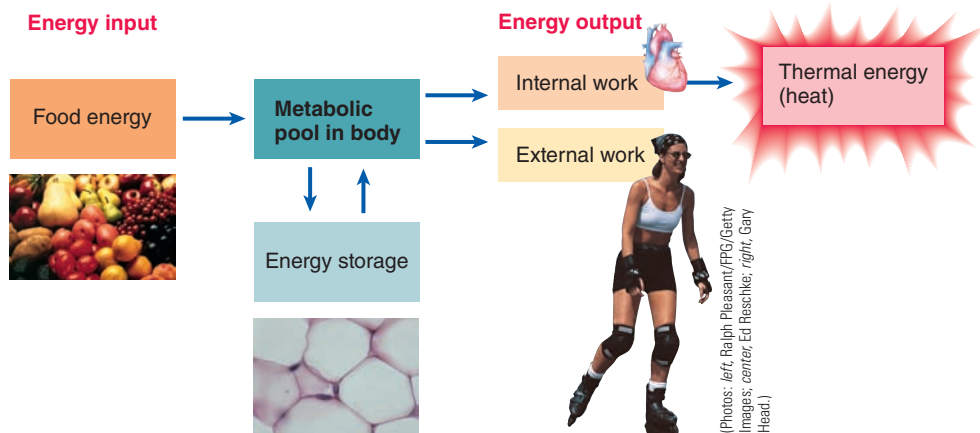 Energy input
Food energy
Metabolic
pool in body
Energy storage
Energy output
Internal work
External work
Thermal energy
(heat)
(Photos: left, Ralph Pleasant/FPG/Getty
Images; center, Ed Reschke; right, Gary
Head.)